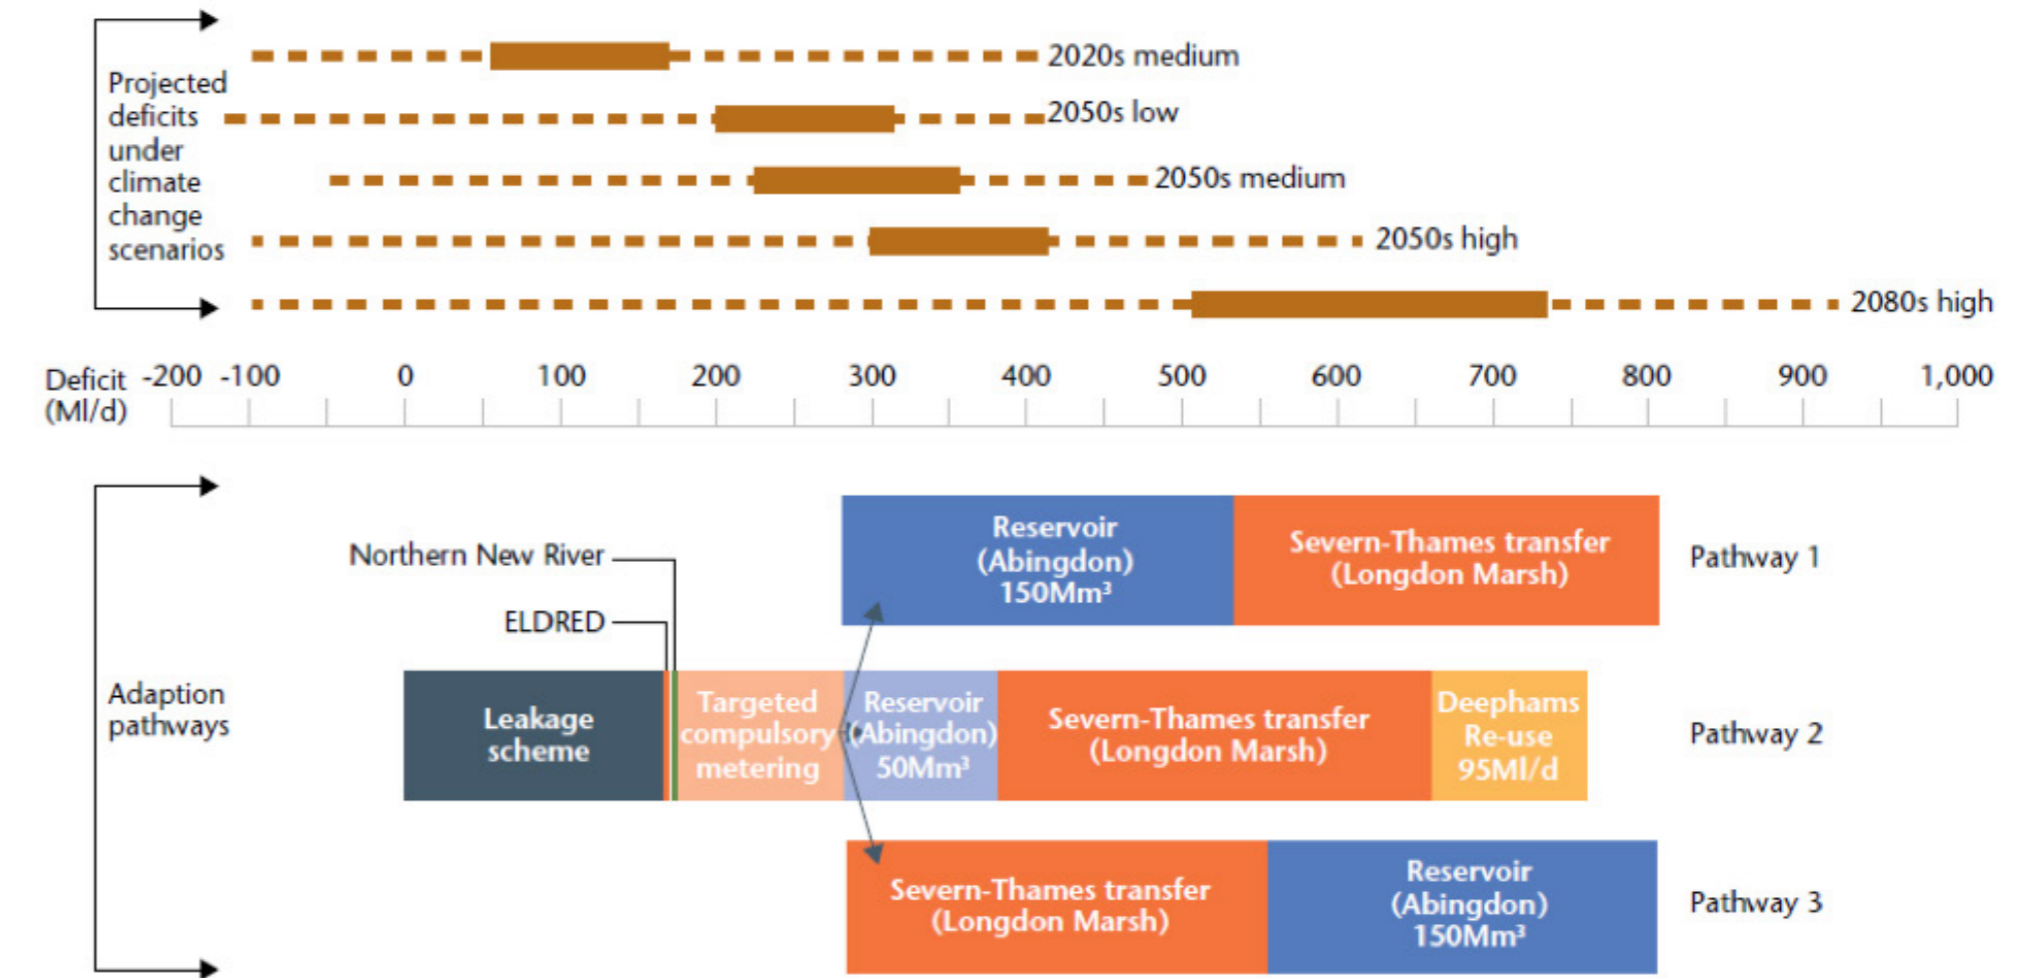 2020s medium
Projected
deficits
under
climate
change
scenarios
2050s low
2050s medium
2050s high
2080s high
Deficit
(Ml/d)
-200 -100 0 100 200 300 400 500 600 700 800 900 1,000
Reservoir
(Abingdon)
150Mm³
Severn-Thames transfer
(Longdon Marsh)
Pathway 1
Northern New River
ELDRED
Adaption
pathways
Leakage
scheme
Targeted
compulsory
metering
Reservoir
(Abingdon)
50Mm³
Severn-Thames transfer
(Longdon Marsh)
Deephams
Re-use
95Ml/d
Pathway 2
Severn-Thames transfer
(Longdon Marsh)
Reservoir
(Abingdon)
150Mm³
Pathway 3